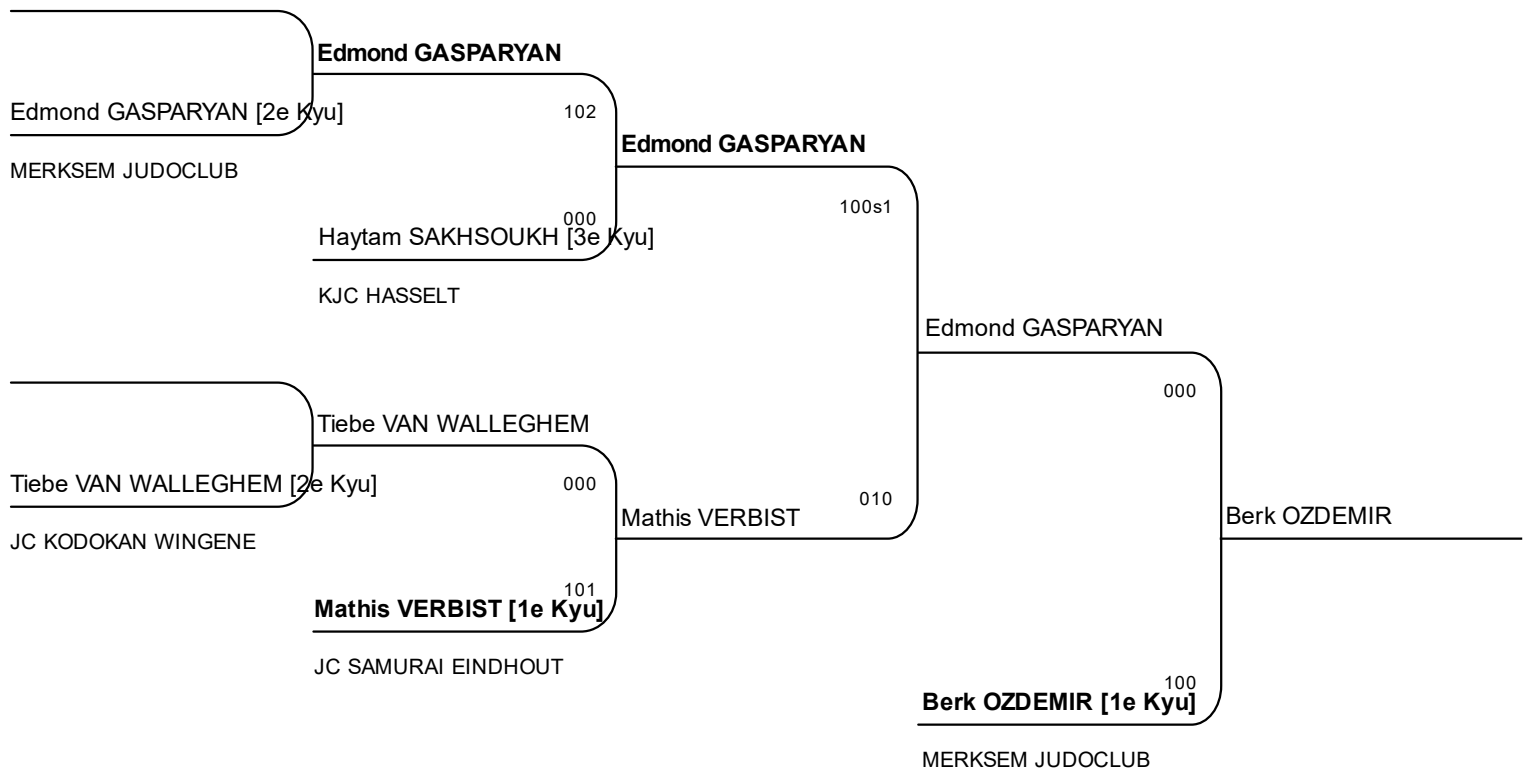 Edmond GASPARYAN
Edmond GASPARYAN [2e Kyu]
102
Edmond GASPARYAN
MERKSEM JUDOCLUB
100s1
000
Haytam SAKHSOUKH [3e Kyu]
KJC HASSELT
Edmond GASPARYAN
000
Tiebe VAN WALLEGHEM
Tiebe VAN WALLEGHEM [2e Kyu]
000
010
Mathis VERBIST
Berk OZDEMIR
JC KODOKAN WINGENE
101
Mathis VERBIST [1e Kyu]
JC SAMURAI EINDHOUT
100
Berk OZDEMIR [1e Kyu]
MERKSEM JUDOCLUB